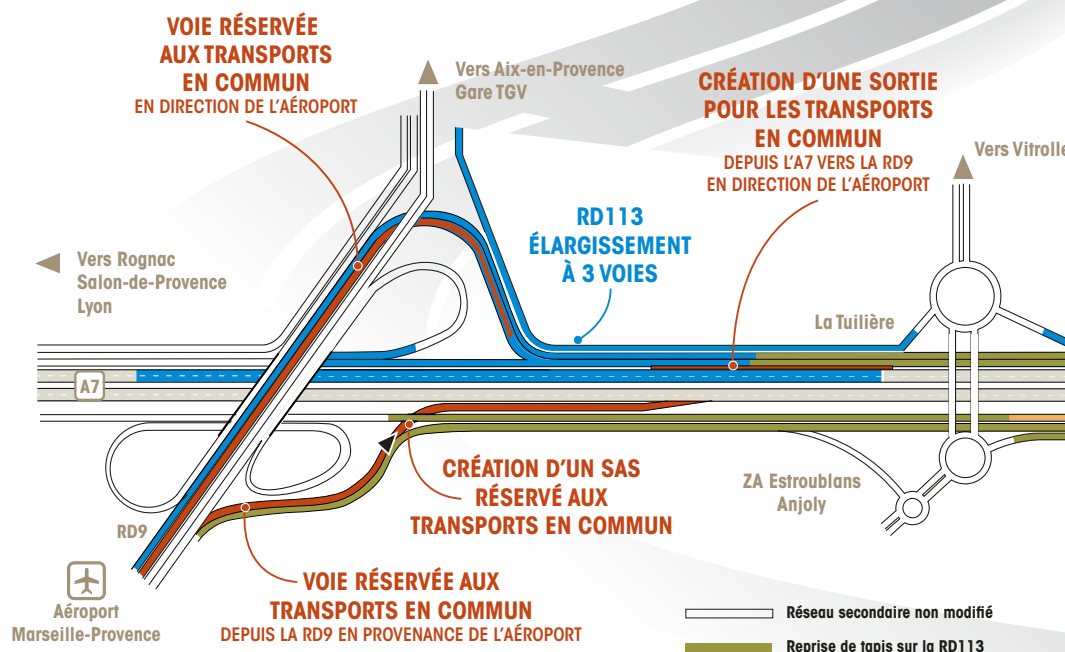 VOIE RÉSERVÉE
AUX TRANSPORTS
EN COMMUN
EN DIRECTION DE L'AÉROPORT
Vers Aix-en-Provence
Gare TGV
CRÉATION D'UNE SORTIE
POUR LES TRANSPORTS
EN COMMUN
DEPUIS L'A7 VERS LA RD9
EN DIRECTION DE L'AÉROPORT
Vers Vitrolle
RD113
ÉLARGISSEMENT
À 3 VOIES
Vers Rognac
Salon-de-Provence
Lyon
La Tuilière
A7
CRÉATION D'UN SAS
RÉSERVÉ AUX
TRANSPORTS EN COMMUN
ZA Estroublans
Anjoly
RD9
VOIE RÉSERVÉE AUX
TRANSPORTS EN COMMUN
DEPUIS LA RD9 EN PROVENANCE DE L'AÉROPORT
Aéroport
Marseille-Provence
Réseau secondaire non modifié
Reprise de tapis sur la RD113